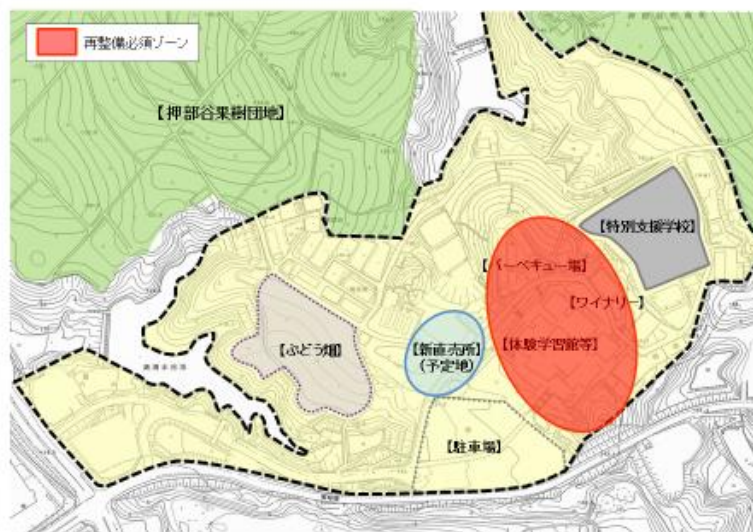 再整備必須ゾーン
【押部谷果樹団地】
【特別支援学校】
【バーベキュー場】
【ワイナリー】
【ぶどう畑】
【新直売所】
(予定地)
【体験学習館等】
【駐車場】